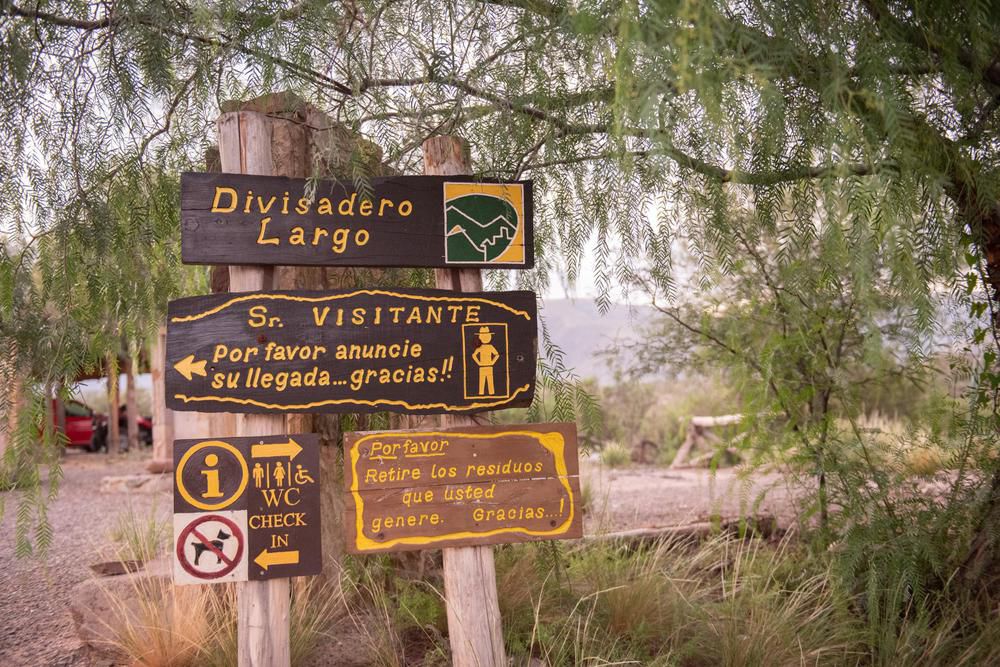 Divisadero
Largo
Sr. VISITANTE
Por favor anuncie
su llegada...gracias!!
i
WC
CHECK
IN
Por favor
Retire los residuos
que usted
genere. Gracias...!